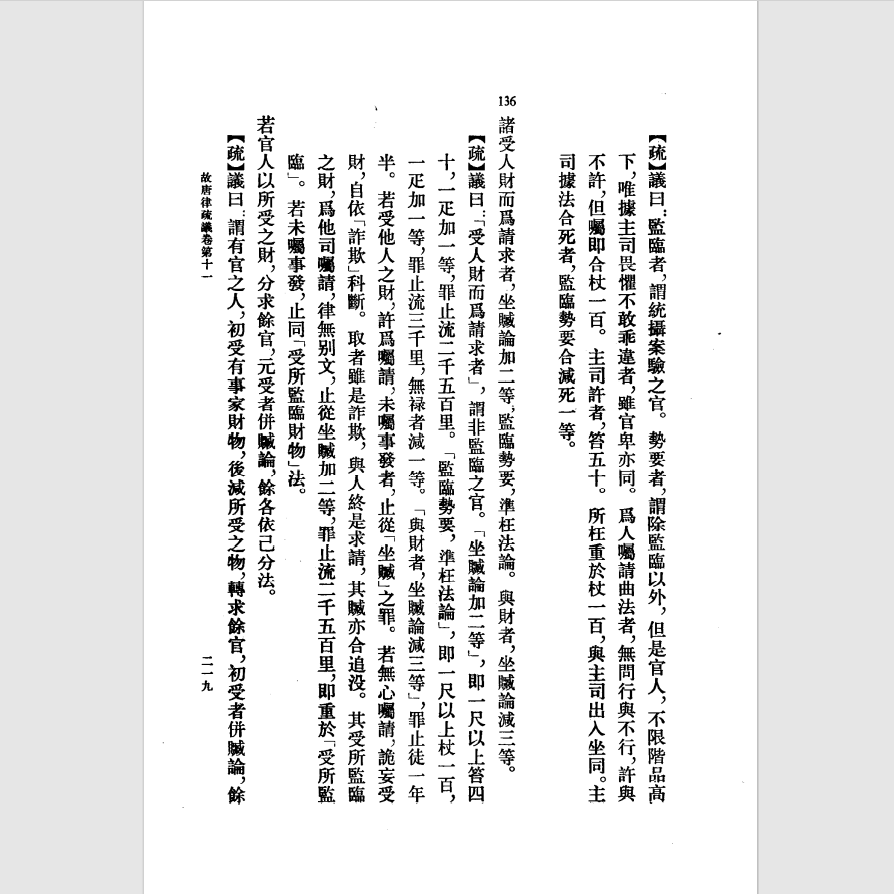 【疏】議曰：監臨者，謂統攝案驗之官。勢要者，謂除監臨以外，但是官人，不限階品高
下，唯據主司畏懼不敢乖違者，雖官卑亦同。爲人囑請曲法者，無問行與不行，許與
不許，但囑卽合杖一百。主司許者，笞五十。所枉重於杖一百，與主司出入坐同。主
司據法合死者，監臨勢要合減死一等。
136
諸受人財而爲請求者，坐贓論加二等；監臨勢要，準枉法論。與財者，坐贓論減三等。
【疏】議曰：「受人財而爲請求者」，謂非監臨之官。「坐贓論加二等」，卽一尺以上笞四
十，一疋加一等，罪止流二千五百里。「監臨勢要，準枉法論」，卽一尺以上杖一百，
一疋加一等，罪止流三千里，無禄者減一等。「與財者，坐贓論減三等」，罪止徒一年
半。若受他人之財，許爲囑請，未囑事發者，止從「坐贓」之罪。若無心囑請，詭妄受
財，自依「詐欺」科斷。取者雖是詐欺，與人終是求請，其贓亦合追没。其受所監臨
之財，爲他司囑請，律無别文，止從坐贓加二等，罪止流二千五百里，卽重於「受所監
臨」。若未囑事發，止同「受所監臨財物」法。
若官人以所受之財，分求餘官，元受者併贓論，餘各依己分法。
【疏】議曰：謂有官之人，初受有事家財物，後減所受之物，轉求餘官，初受者併贓論，餘
故唐律疏議卷第十一
二一九